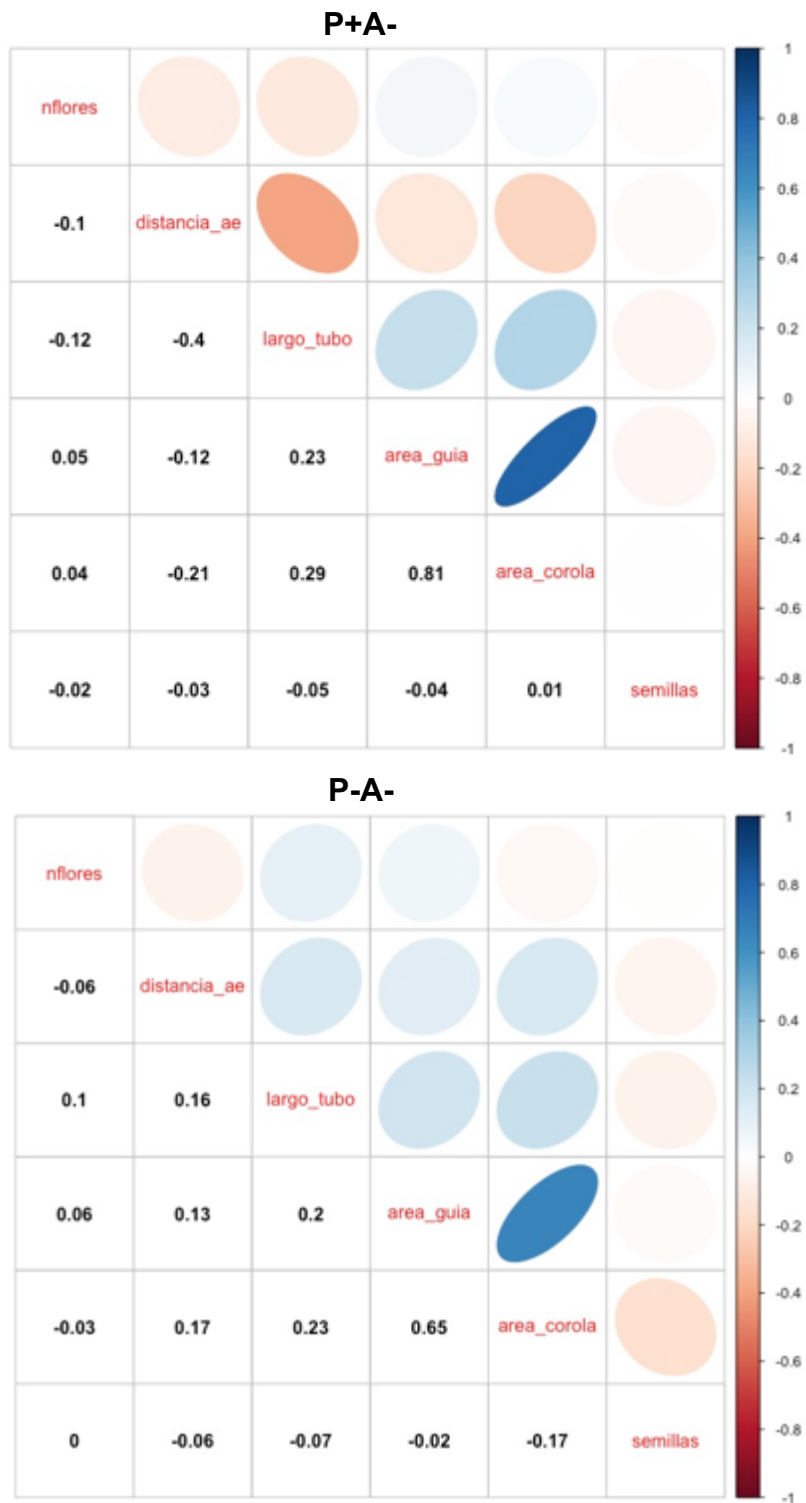 P+A-
nflores
-0.1 distancia_ae
-0.12 -0.4 largo_tubo
0.05 -0.12 0.23 area_guia
0.04 -0.21 0.29 0.81 area_corola
-0.02 -0.03 -0.05 -0.04 0.01 semillas
1
0.8
0.6
0.4
0.2
0
-0.2
-0.4
-0.6
-0.8
-1
P-A-
nflores
-0.06 distancia_ae
0.1 0.16 largo_tubo
0.06 0.13 0.2 area_guia
-0.03 0.17 0.23 0.65 area_corola
0 -0.06 -0.07 -0.02 -0.17 semillas
1
0.8
0.6
0.4
0.2
0
-0.2
-0.4
-0.6
-0.8
-1